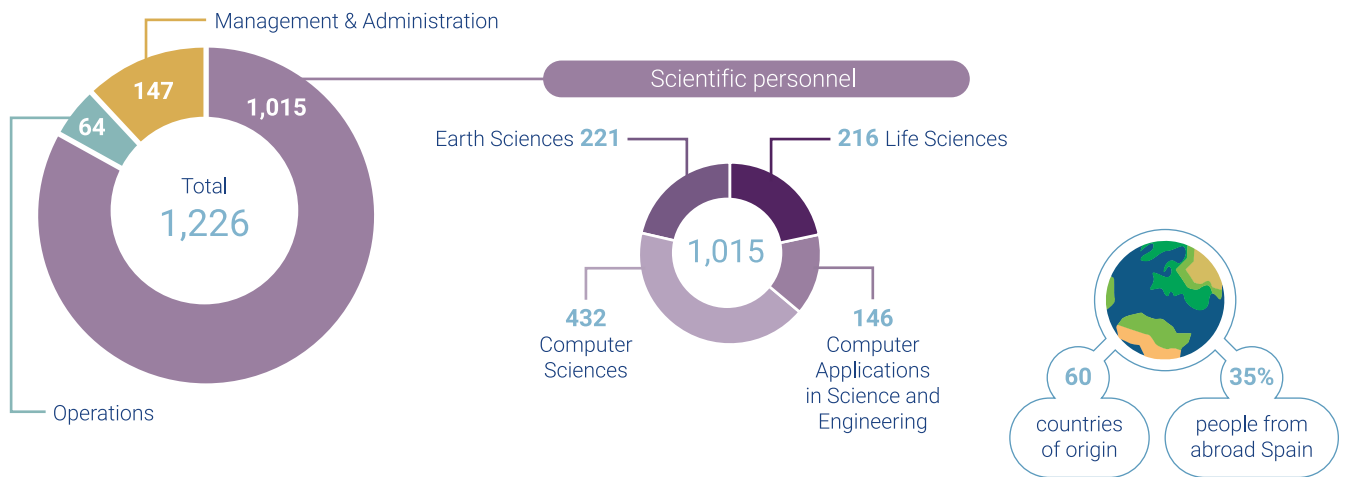 Management & Administration
147
1,015
64
Total
1,226
Operations
Scientific personnel
Earth Sciences 221
216 Life Sciences
1,015
432
Computer
Sciences
146
Computer
Applications
in Science and
Engineering
60
countries
of origin
35%
people from
abroad Spain